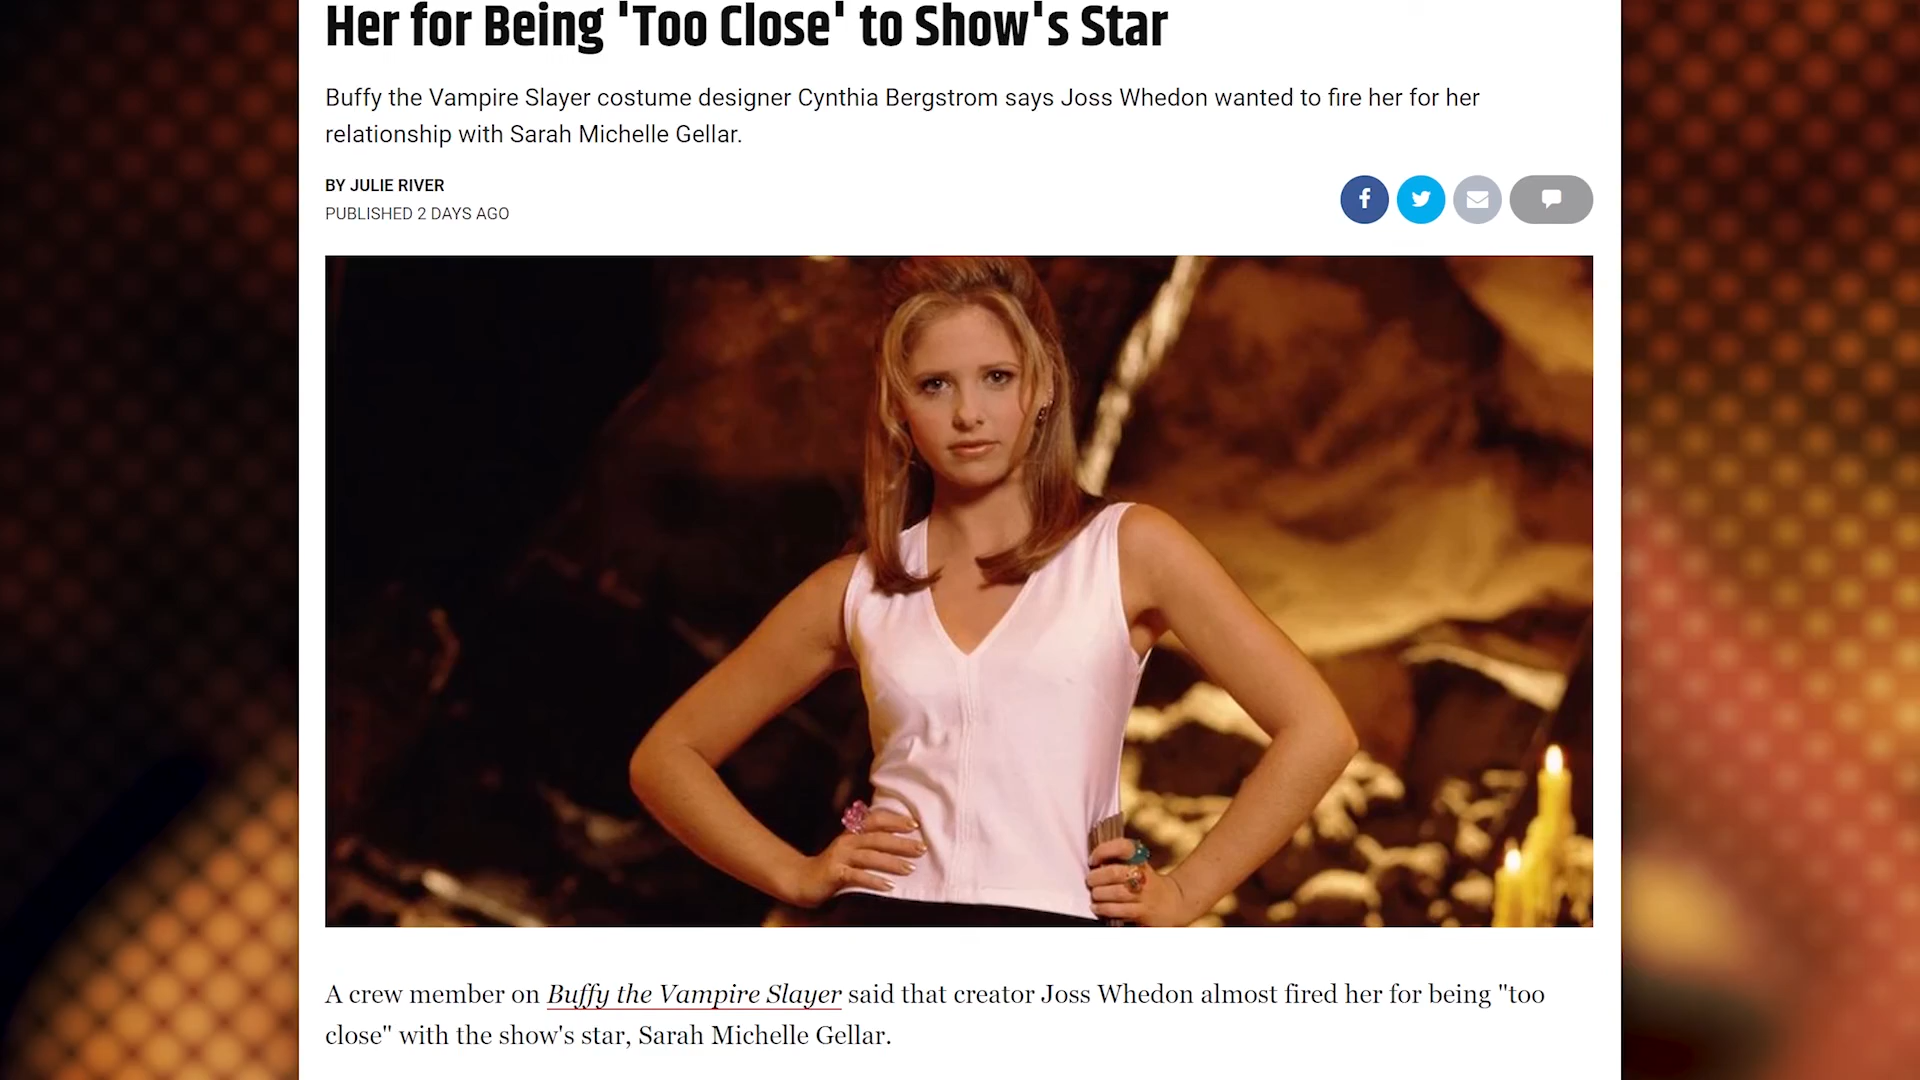 Her for Being 'Too Close' to Show's Star
Buffy the Vampire Slayer costume designer Cynthia Bergstrom says Joss Whedon wanted to fire her for her
relationship with Sarah Michelle Gellar.
BY JULIE RIVER
PUBLISHED 2 DAYS AGO
A crew member on Buffy the Vampire Slayer said that creator Joss Whedon almost fired her for being "too
close" with the show's star, Sarah Michelle Gellar.